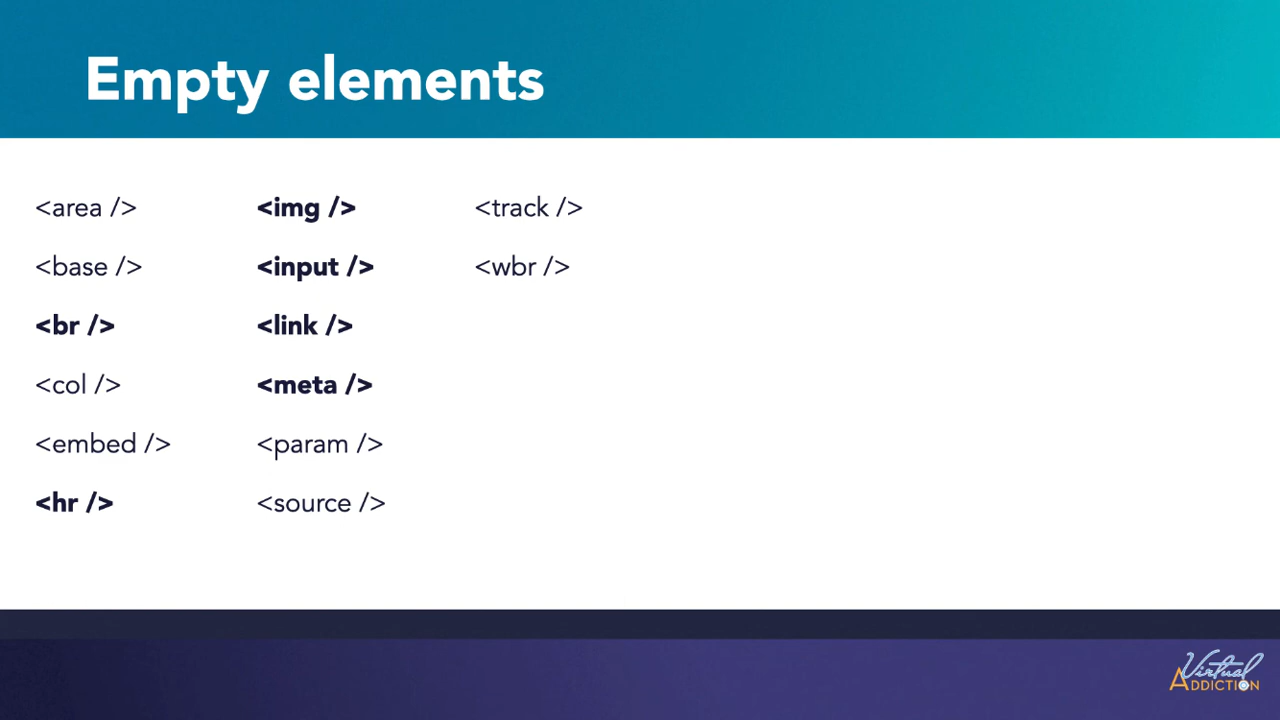 Empty elements
<area />
<base />
<br />
<col />
<embed />
<hr />
<img />
<input />
<link />
<meta />
<param />
<source />
<track />
<wbr />
Virtual
ADDICTION